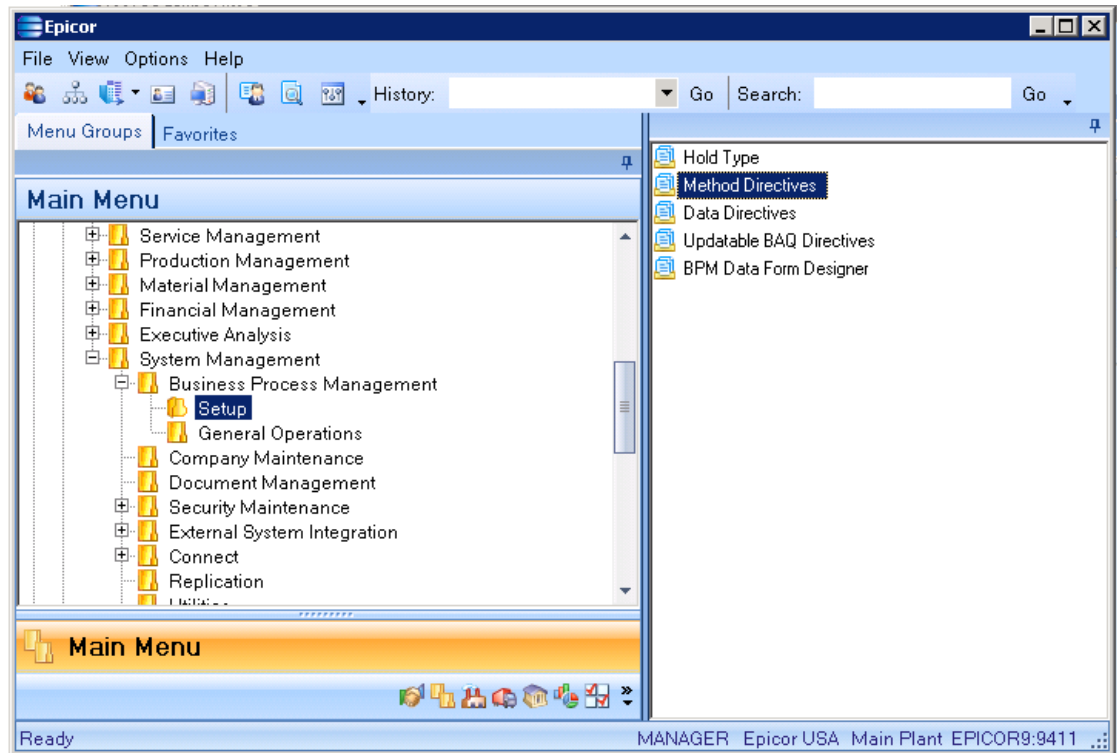 Epicor
File View Options Help
History: Go Search: Go
Menu Groups Favorites
Main Menu
Service Management
Production Management
Material Management
Financial Management
Executive Analysis
System Management
Business Process Management
Setup
General Operations
Company Maintenance
Document Management
Security Maintenance
External System Integration
Connect
Replication
Main Menu
Hold Type
Method Directives
Data Directives
Updatable BAQ Directives
BPM Data Form Designer
Ready MANAGER Epicor USA Main Plant EPICOR9:9411